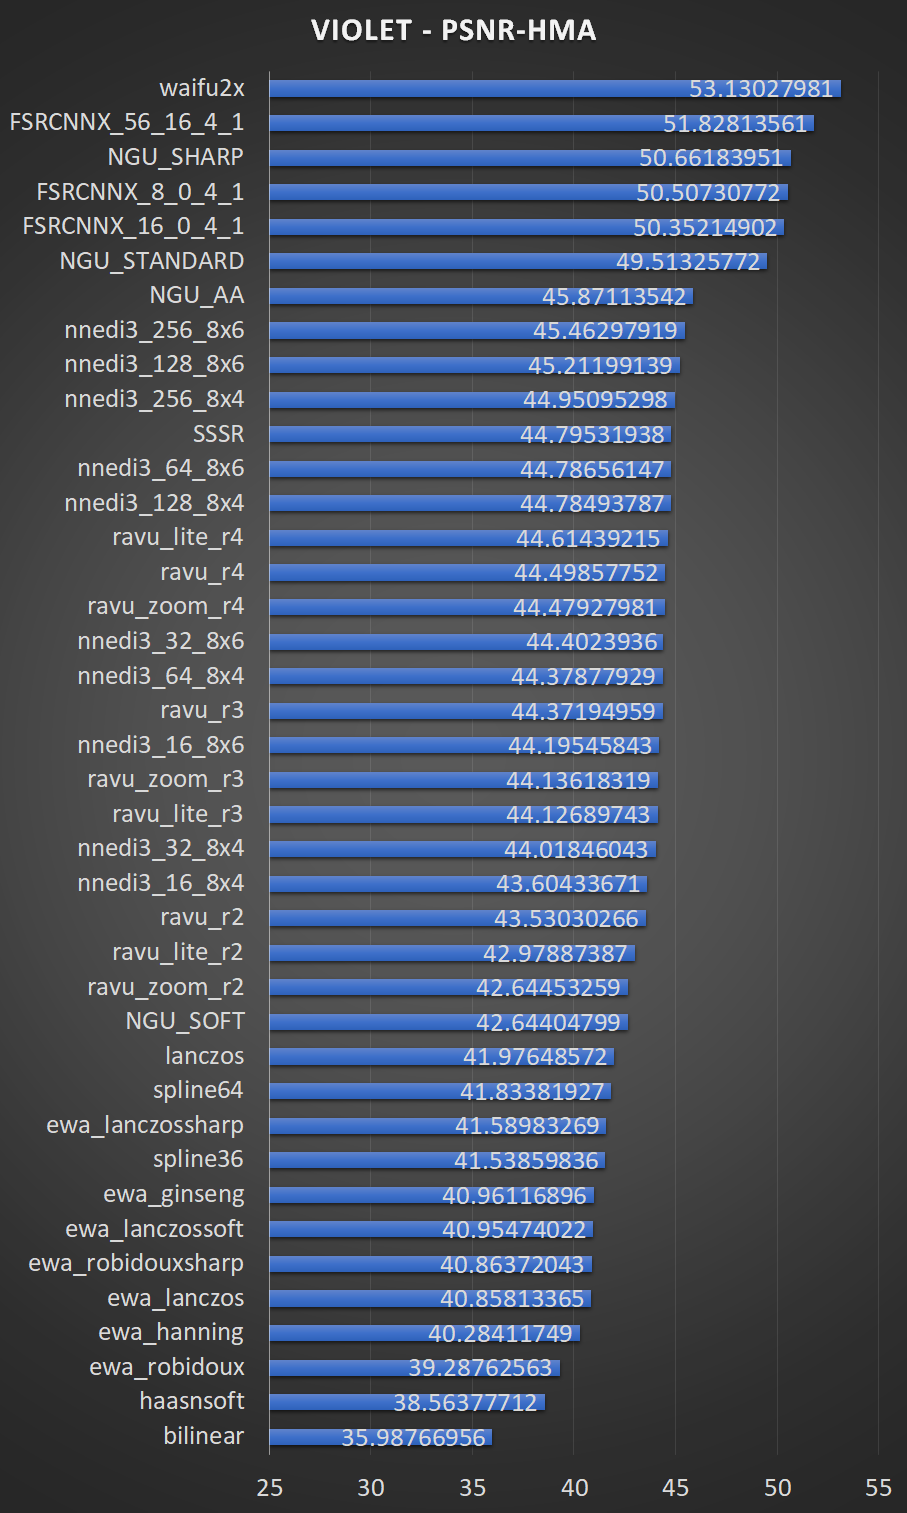 VIOLET - PSNR-HMA
waifu2x 53.13027981
FSRCNNX_56_16_4_1 51.82813561
NGU_SHARP 50.66183951
FSRCNNX_8_0_4_1 50.50730772
FSRCNNX_16_0_4_1 50.35214902
NGU_STANDARD 49.51325772
NGU_AA 45.87113542
nnedi3_256_8x6 45.46297919
nnedi3_128_8x6 45.21199139
nnedi3_256_8x4 44.95095298
SSSR 44.79531938
nnedi3_64_8x6 44.78656147
nnedi3_128_8x4 44.78493787
ravu_lite_r4 44.61439215
ravu_r4 44.49857752
ravu_zoom_r4 44.47927981
nnedi3_32_8x6 44.4023936
nnedi3_64_8x4 44.37877929
ravu_r3 44.37194959
nnedi3_16_8x6 44.19545843
ravu_zoom_r3 44.13618319
ravu_lite_r3 44.12689743
nnedi3_32_8x4 44.01846043
nnedi3_16_8x4 43.60433671
ravu_r2 43.53030266
ravu_lite_r2 42.97887387
ravu_zoom_r2 42.64453259
NGU_SOFT 42.64404799
lanczos 41.97648572
spline64 41.83381927
ewa_lanczossharp 41.58983269
spline36 41.53859836
ewa_ginseng 40.96116896
ewa_lanczossoft 40.95474022
ewa_robidouxsharp 40.86372043
ewa_lanczos 40.85813365
ewa_hanning 40.28411749
ewa_robidoux 39.28762563
haasnsoft 38.56377712
bilinear 35.98766956
25 30 35 40 45 50 55